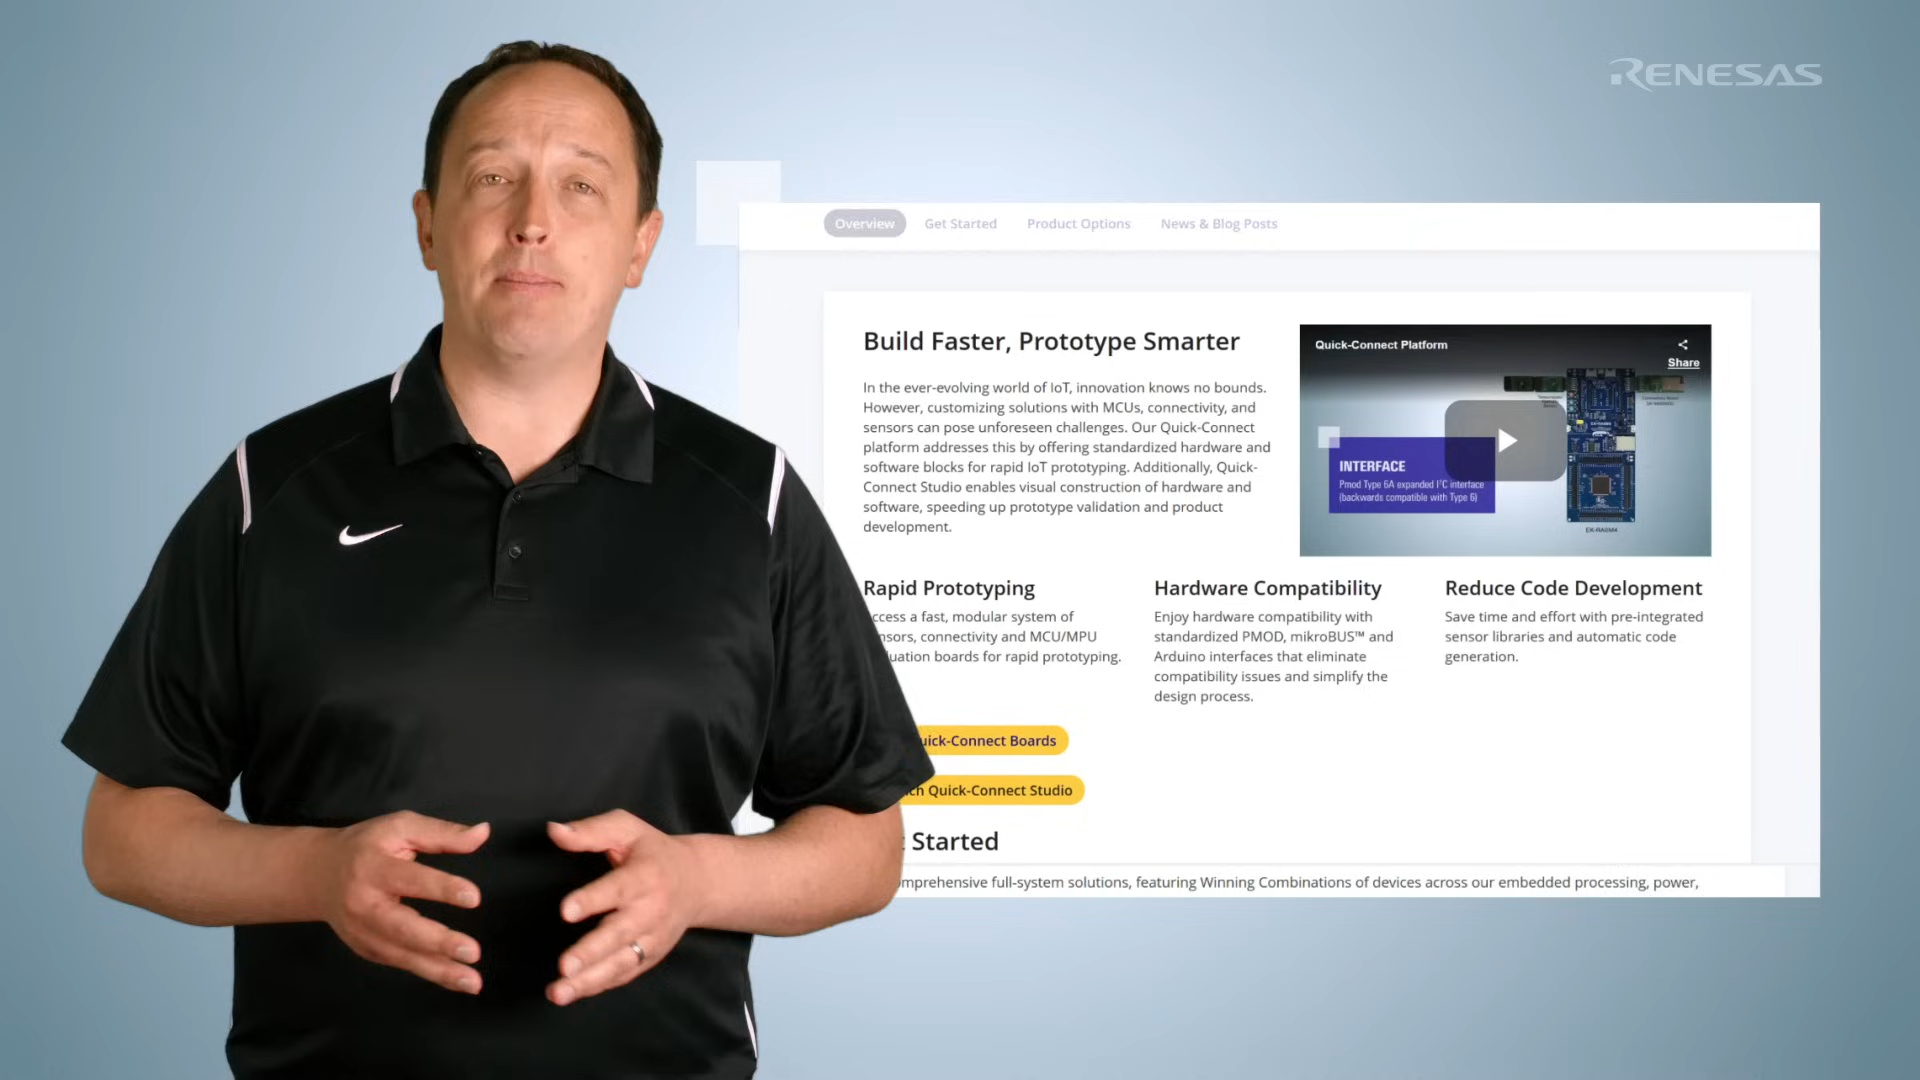 RENESAS
Overview Get Started Product Options News & Blog Posts
Build Faster, Prototype Smarter
In the ever-evolving world of IoT, innovation knows no bounds.
However, customizing solutions with MCUs, connectivity, and
sensors can pose unforeseen challenges. Our Quick-Connect
platform addresses this by offering standardized hardware and
software blocks for rapid IoT prototyping. Additionally, Quick-
Connect Studio enables visual construction of hardware and
software, speeding up prototype validation and product
development.
Quick-Connect Platform
Share
INTERFACE
Pmod Type 6A expanded I²C interface
(backwards compatible with Type 6)
Rapid Prototyping
ccess a fast, modular system of
nsors, connectivity and MCU/MPU
uation boards for rapid prototyping.
Hardware Compatibility
Enjoy hardware compatibility with
standardized PMOD, mikroBUS™ and
Arduino interfaces that eliminate
compatibility issues and simplify the
design process.
Reduce Code Development
Save time and effort with pre-integrated
sensor libraries and automatic code
generation.
uick-Connect Boards
ch Quick-Connect Studio
Started
omprehensive full-system solutions, featuring Winning Combinations of devices across our embedded processing, power,